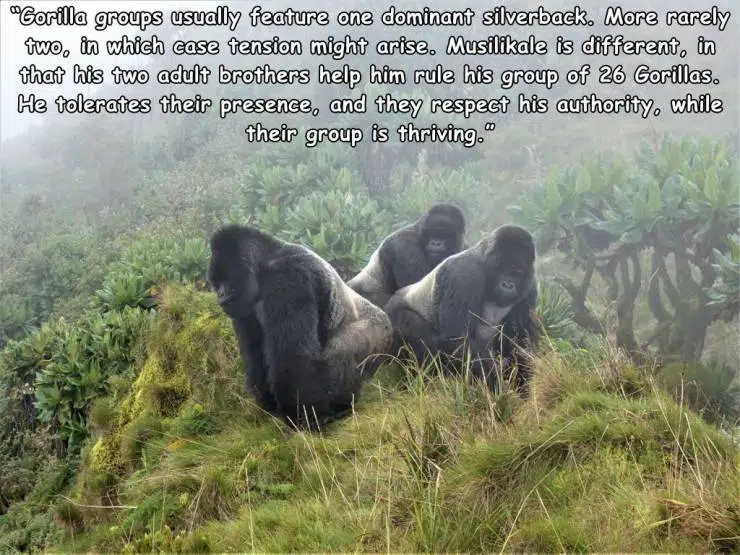 "Gorilla groups usually feature one dominant silverback. More rarely
two, in which case tension might arise. Musilikale is different, in
that his two adult brothers help him rule his group of 26 Gorillas.
He tolerates their presence, and they respect his authority, while
their group is thriving."